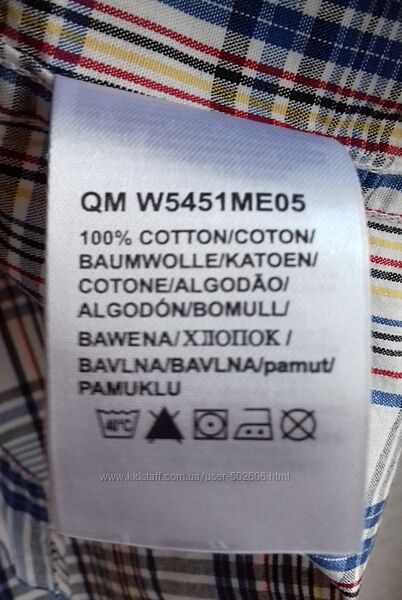 QM W5451ME05
100% COTTON/COTON/
BAUMWOLLE/KATOEN/
COTONE/ALGODÃO/
ALGODÓN/BOMULL/
BAWENA/ХЛОПОК/
BAVLNA/BAVLNA/pamut/
PAMUKLU
40°C
www.kidstaff.com.ua/user-502606.html